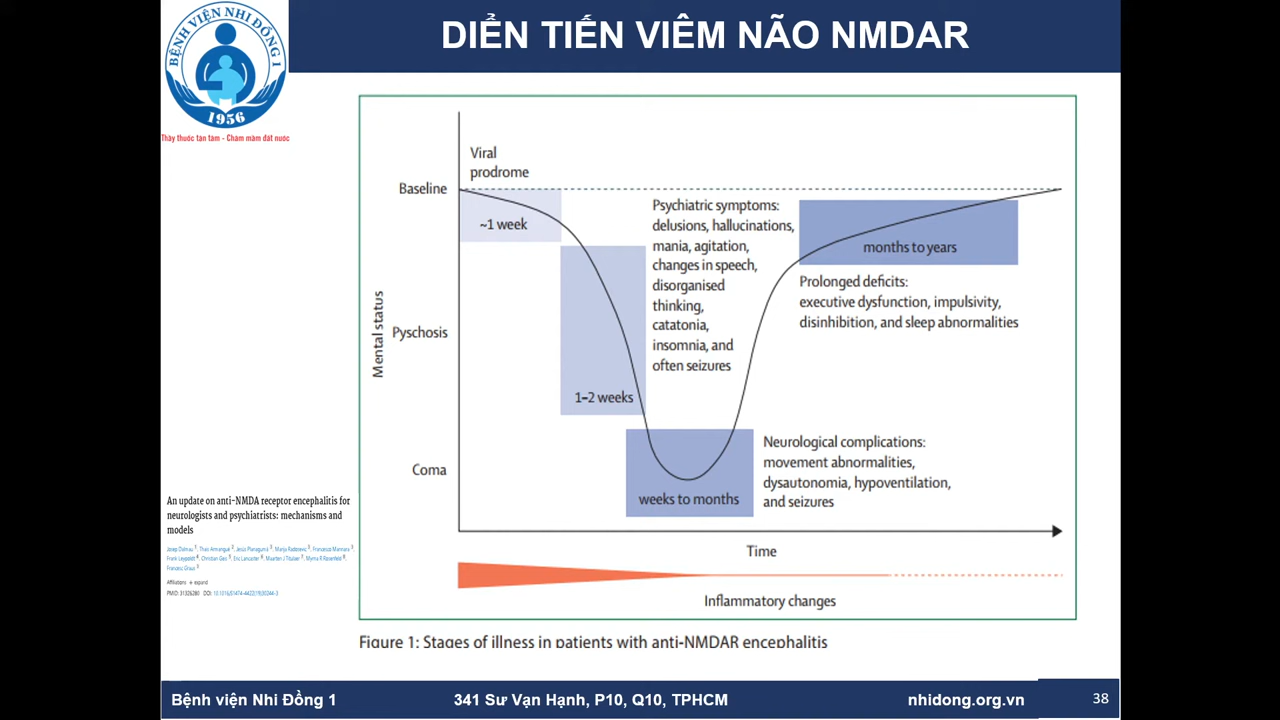 BỆNH VIỆN NHI ĐỒNG 1
1956
Thầy thuốc tận tâm - Chăm mầm đất nước
DIỂN TIẾN VIÊM NÃO NMDAR
Viral
prodrome
Baseline
~1 week
Psychiatric symptoms:
delusions, hallucinations,
mania, agitation,
changes in speech,
disorganised
thinking,
catatonia,
insomnia, and
often seizures
months to years
Prolonged deficits:
executive dysfunction, impulsivity,
disinhibition, and sleep abnormalities
Mental status
Pyschosis
1–2 weeks
Coma
weeks to months
Neurological complications:
movement abnormalities,
dysautonomia, hypoventilation,
and seizures
Time
Inflammatory changes
Figure 1: Stages of illness in patients with anti-NMDAR encephalitis
An update on anti-NMDA receptor encephalitis for
neurologists and psychiatrists: mechanisms and
models
Affiliations + expand
Bệnh viện Nhi Đồng 1
341 Sư Vạn Hạnh, P10, Q10, TPHCM
nhidong.org.vn
38